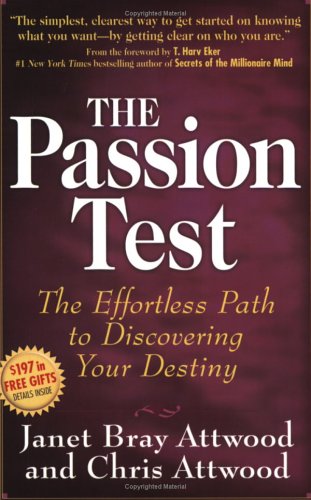 "The simplest, clearest way to get started on knowing
what you want—by getting clear on who you are."
From the foreword by T. Harv Eker
#1 New York Times bestselling author of Secrets of the Millionaire Mind
THE
Passion
Test
The Effortless Path
to Discovering
Your Destiny
$197 in
FREE GIFTS
DETAILS INSIDE
Janet Bray Attwood
and Chris Attwood